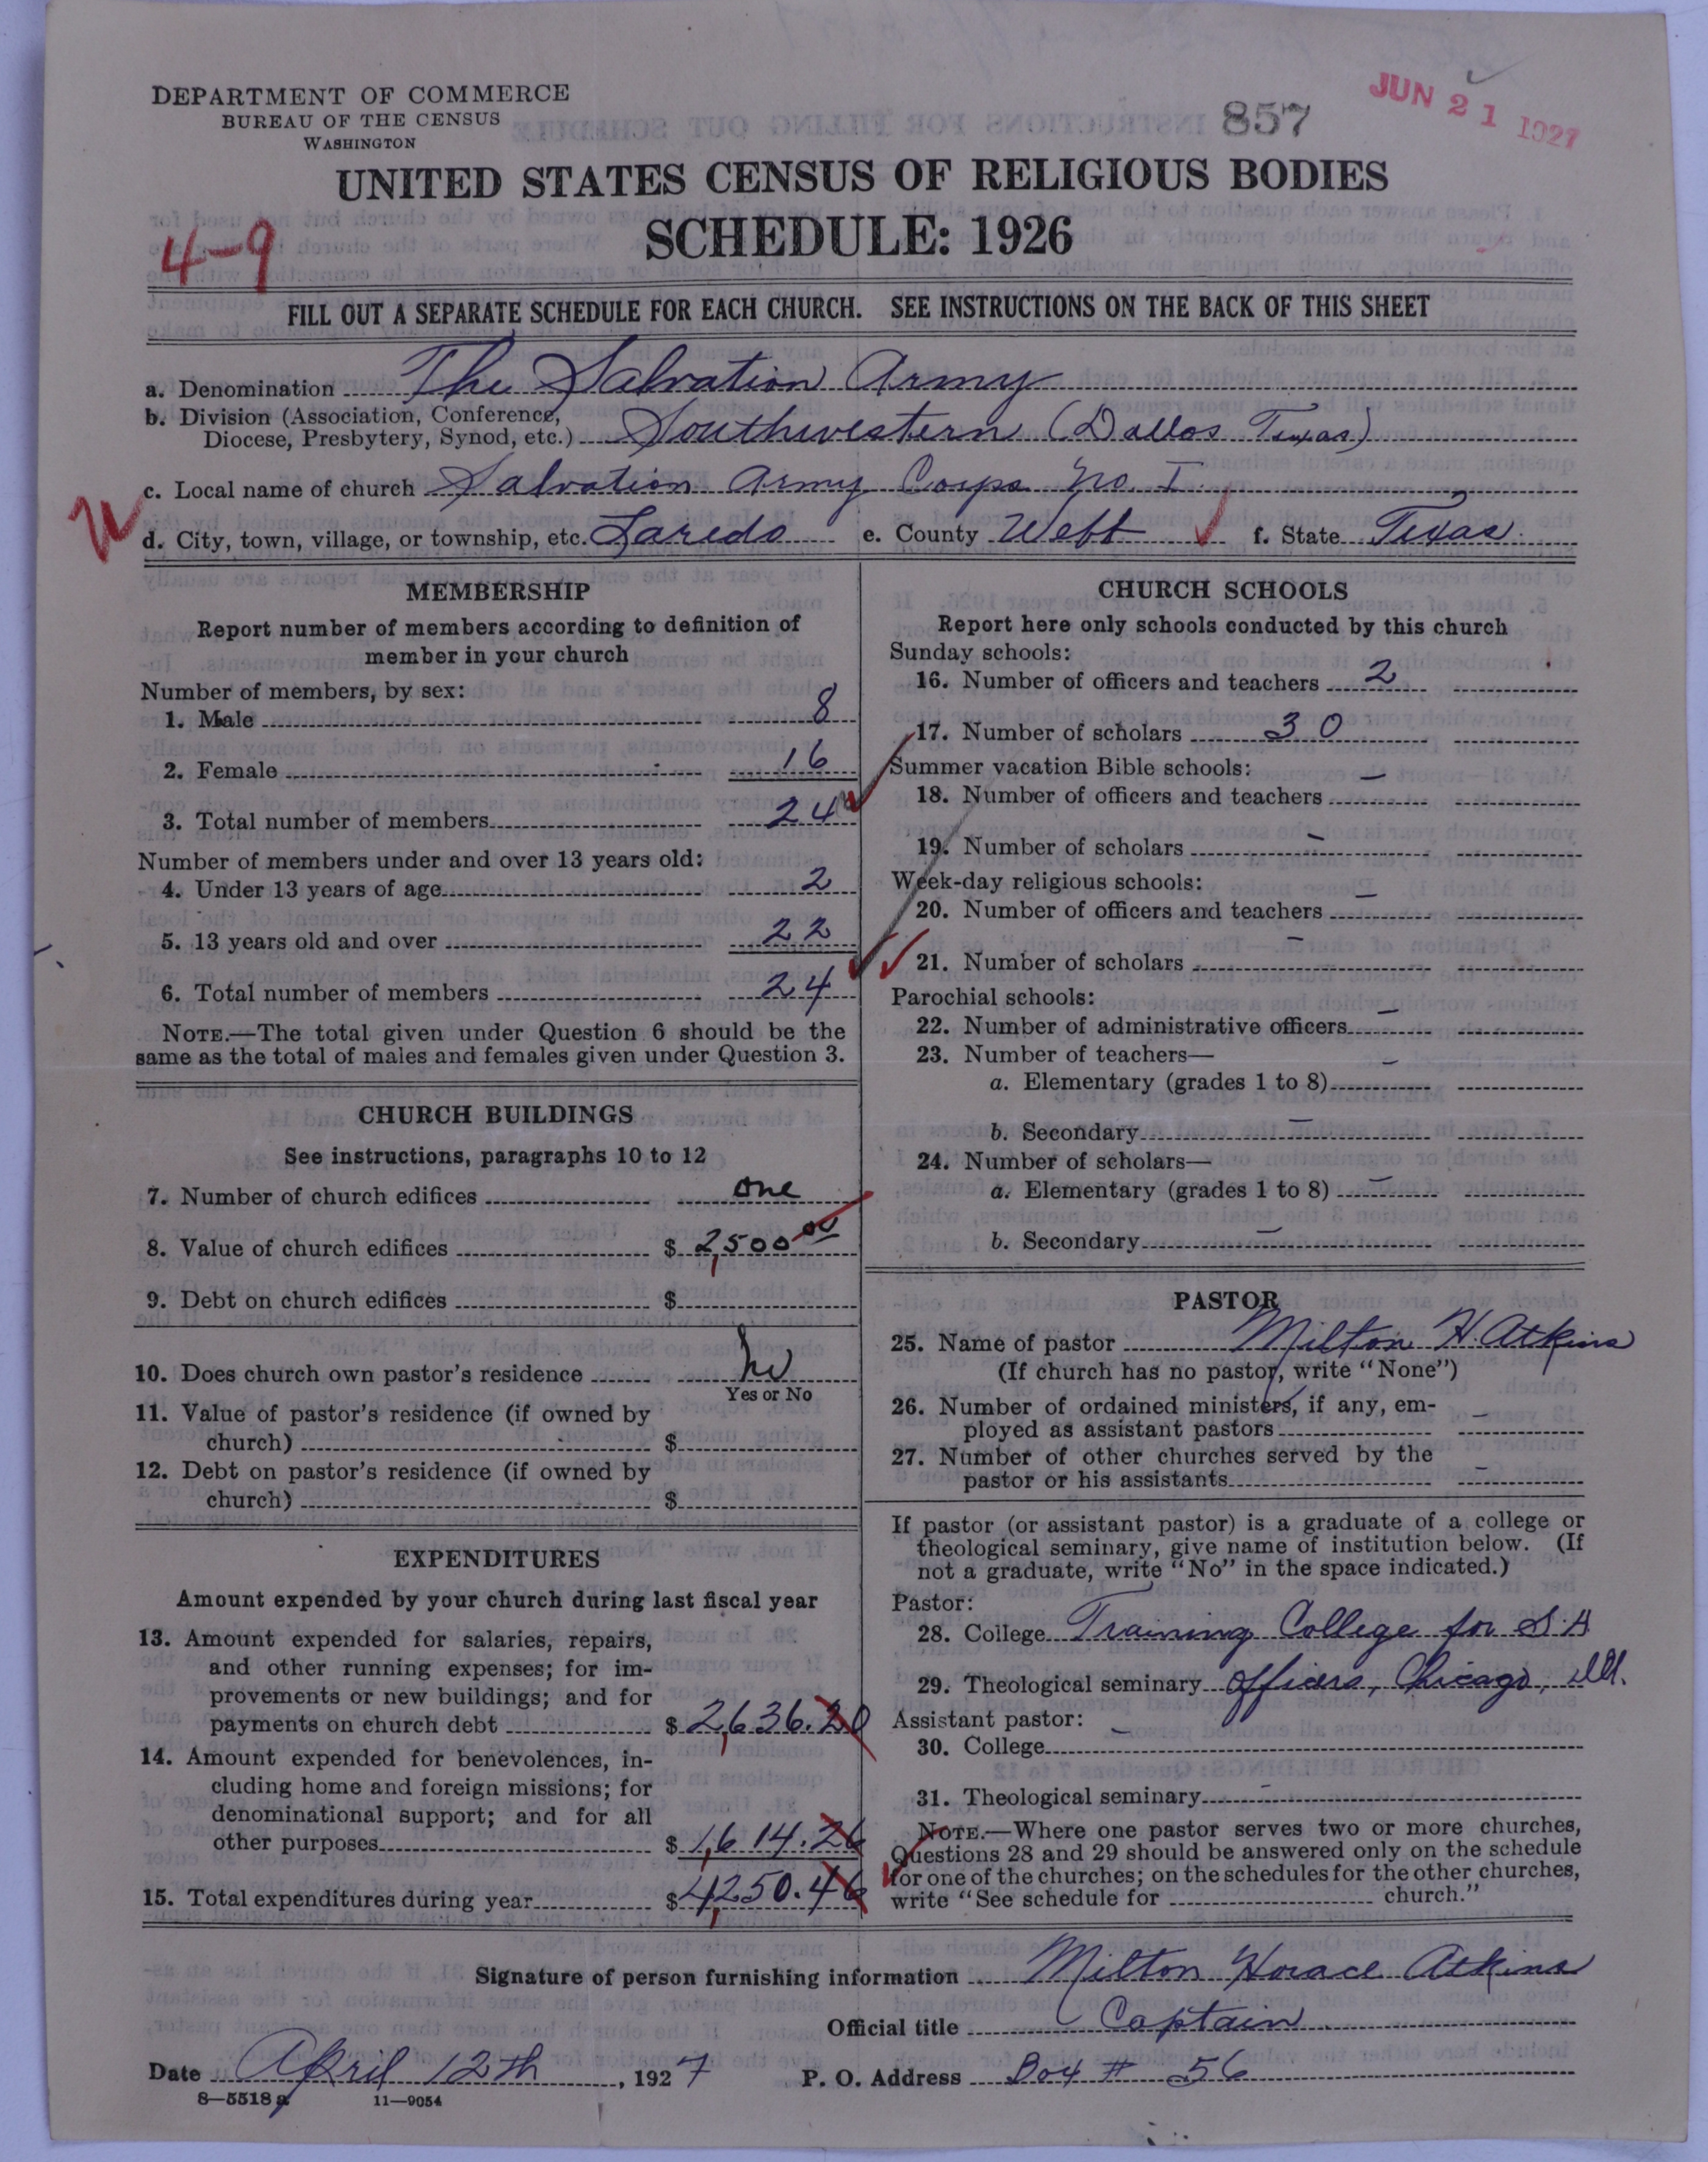 DEPARTMENT OF COMMERCE
BUREAU OF THE CENSUS
WASHINGTON
857
JUN 21 1927
UNITED STATES CENSUS OF RELIGIOUS BODIES
SCHEDULE: 1926
4-9
FILL OUT A SEPARATE SCHEDULE FOR EACH CHURCH. SEE INSTRUCTIONS ON THE BACK OF THIS SHEET
a. Denomination The Salvation Army
b. Division (Association, Conference,
Diocese, Presbytery, Synod, etc.) Southwestern (Dallas Texas)
c. Local name of church Salvation Army Corps No. I
d. City, town, village, or township, etc. Laredo e. County Webb f. State Texas
MEMBERSHIP
Report number of members according to definition of
member in your church
Number of members, by sex:
1. Male 8
2. Female 16
3. Total number of members 24
Number of members under and over 13 years old:
4. Under 13 years of age 2
5. 13 years old and over 22
6. Total number of members 24
NOTE.—The total given under Question 6 should be the
same as the total of males and females given under Question 3.
CHURCH BUILDINGS
See instructions, paragraphs 10 to 12
7. Number of church edifices one
8. Value of church edifices $ 2,500 00
9. Debt on church edifices $
10. Does church own pastor's residence No
Yes or No
11. Value of pastor's residence (if owned by
church) $
12. Debt on pastor's residence (if owned by
church) $
EXPENDITURES
Amount expended by your church during last fiscal year
13. Amount expended for salaries, repairs,
and other running expenses; for im-
provements or new buildings; and for
payments on church debt $ 2,636.20
14. Amount expended for benevolences, in-
cluding home and foreign missions; for
denominational support; and for all
other purposes $ 1,614.26
15. Total expenditures during year $ 4,250.46
CHURCH SCHOOLS
Report here only schools conducted by this church
Sunday schools:
16. Number of officers and teachers 2
17. Number of scholars 30
Summer vacation Bible schools:
18. Number of officers and teachers –
19. Number of scholars –
Week-day religious schools:
20. Number of officers and teachers –
21. Number of scholars –
Parochial schools:
22. Number of administrative officers –
23. Number of teachers—
a. Elementary (grades 1 to 8) –
b. Secondary –
24. Number of scholars—
a. Elementary (grades 1 to 8) –
b. Secondary –
PASTOR
25. Name of pastor Milton H. Atkins
(If church has no pastor, write "None")
26. Number of ordained ministers, if any, em-
ployed as assistant pastors –
27. Number of other churches served by the
pastor or his assistants –
If pastor (or assistant pastor) is a graduate of a college or
theological seminary, give name of institution below. (If
not a graduate, write "No" in the space indicated.)
Pastor:
28. College Training College for S.A
29. Theological seminary officers, Chicago, Ill.
Assistant pastor:
30. College –
31. Theological seminary –
NOTE.—Where one pastor serves two or more churches,
Questions 28 and 29 should be answered only on the schedule
for one of the churches; on the schedules for the other churches,
write "See schedule for church."
Signature of person furnishing information Milton Horace Atkins
Official title Captain
Date April 12th, 1927 P. O. Address Box # 56
8—5518 a 11—9054